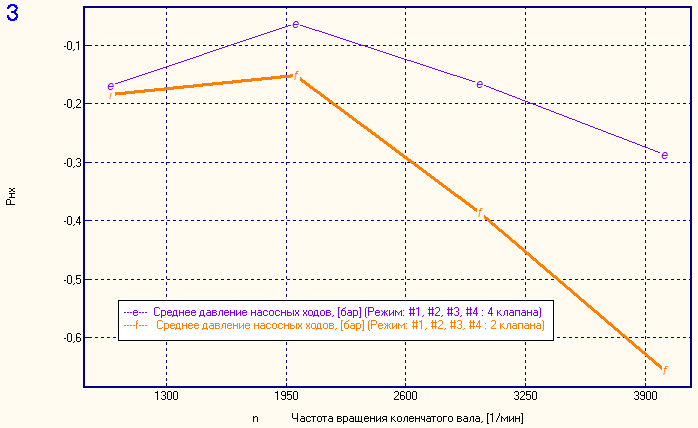 3
-0,1
-0,2
-0,3
-0,4
-0,5
-0,6
Рнх
e
e
e
e
f
f
f
f
---e--- Среднее давление насосных ходов, [бар] (Режим: #1, #2, #3, #4 : 4 клапана)
---f--- Среднее давление насосных ходов, [бар] (Режим: #1, #2, #3, #4 : 2 клапана)
1300 1950 2600 3250 3900
n Частота вращения коленчатого вала, [1/мин]